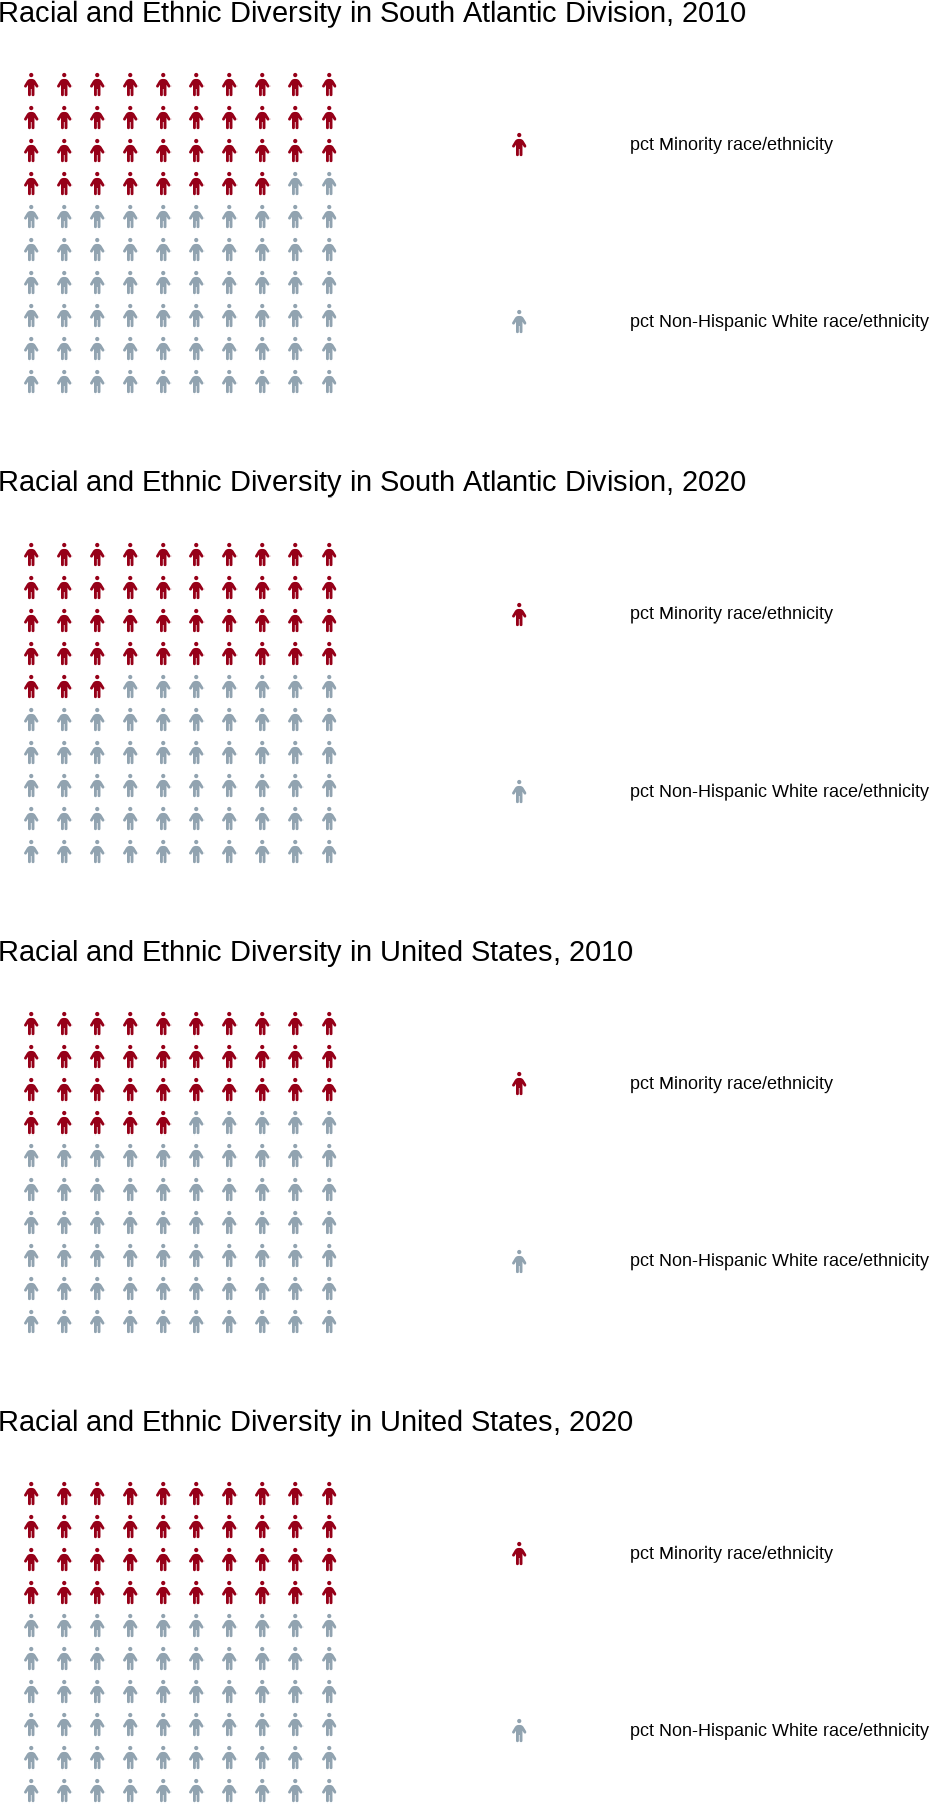 Racial and Ethnic Diversity in South Atlantic Division, 2010
pct Minority race/ethnicity
pct Non-Hispanic White race/ethnicity
Racial and Ethnic Diversity in South Atlantic Division, 2020
pct Minority race/ethnicity
pct Non-Hispanic White race/ethnicity
Racial and Ethnic Diversity in United States, 2010
pct Minority race/ethnicity
pct Non-Hispanic White race/ethnicity
Racial and Ethnic Diversity in United States, 2020
pct Minority race/ethnicity
pct Non-Hispanic White race/ethnicity